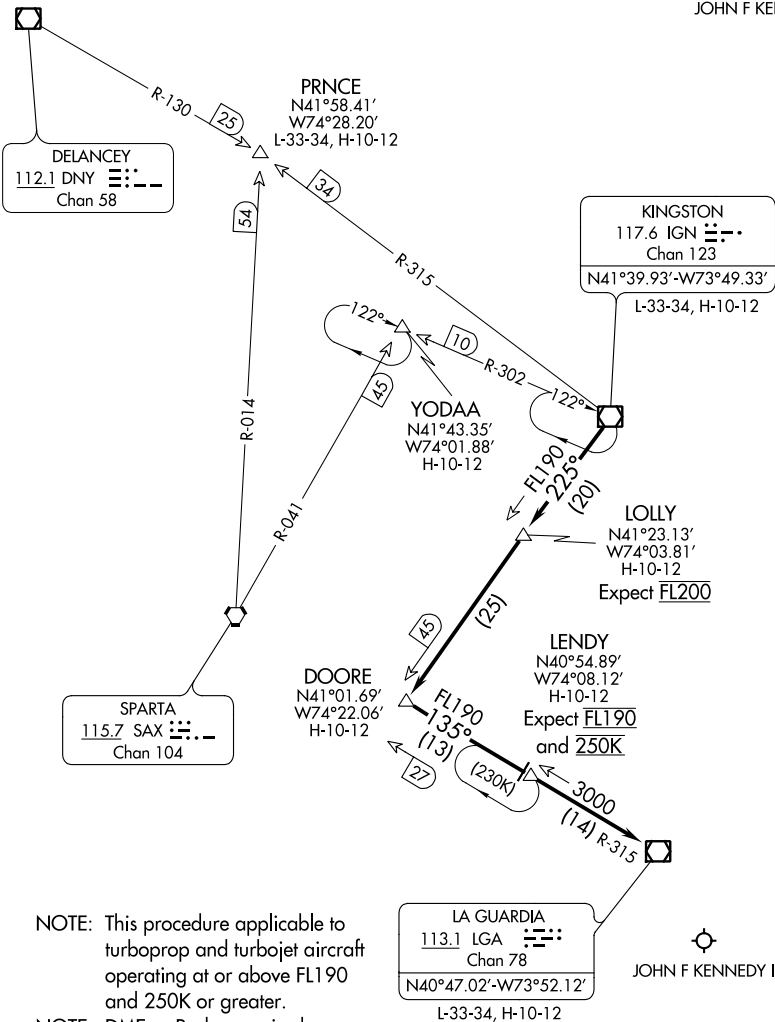 JOHN F KE
R-130
25
PRNCE
N41°58.41'
W74°28.20'
L-33-34, H-10-12
DELANCEY
112.1 DNY
Chan 58
34
54
R-315
KINGSTON
117.6 IGN
Chan 123
N41°39.93'-W73°49.33'
L-33-34, H-10-12
122°
10
R-302
122°
45
YODAA
N41°43.35'
W74°01.88'
H-10-12
R-014
R-041
FL190
225°
(20)
LOLLY
N41°23.13'
W74°03.81'
H-10-12
Expect FL200
(25)
45
LENDY
N40°54.89'
W74°08.12'
H-10-12
Expect FL190
and 250K
DOORE
N41°01.69'
W74°22.06'
H-10-12
SPARTA
115.7 SAX
Chan 104
FL190
135°
(13)
27
(230K)
3000
(14) R-315
NOTE: This procedure applicable to
turboprop and turbojet aircraft
operating at or above FL190
and 250K or greater.
LA GUARDIA
113.1 LGA
Chan 78
N40°47.02'-W73°52.12'
L-33-34, H-10-12
JOHN F KENNEDY I